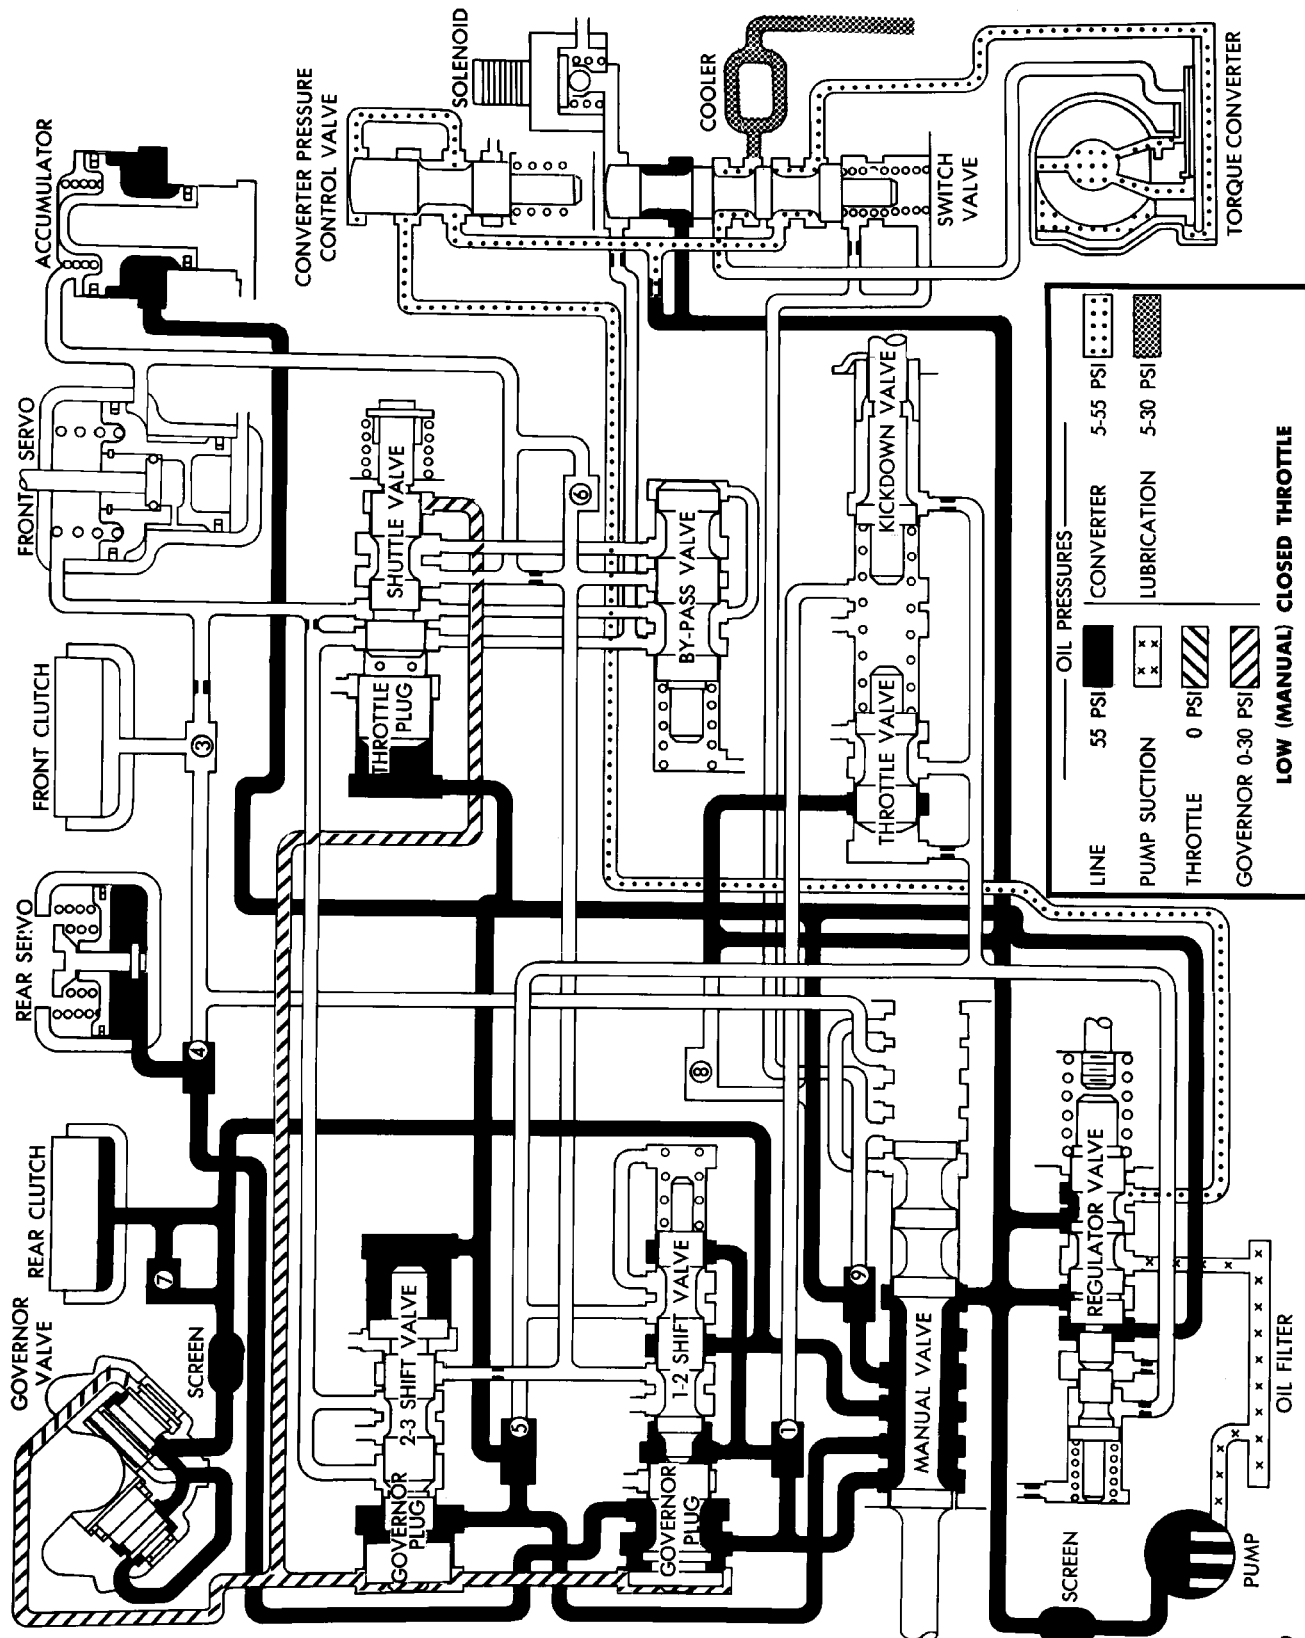 GOVERNOR
VALVE
REAR CLUTCH
REAR SERVO
FRONT CLUTCH
FRONT SERVO
ACCUMULATOR
SCREEN
7
4
3
CONVERTER PRESSURE
CONTROL VALVE
SOLENOID
GOVERNOR
PLUG
2-3 SHIFT VALVE
THROTTLE
PLUG
SHUTTLE VALVE
5
6
COOLER
GOVERNOR
PLUG
1-2 SHIFT VALVE
8
BY-PASS VALVE
1
9
SWITCH
VALVE
MANUAL VALVE
THROTTLE VALVE
KICKDOWN VALVE
SCREEN
REGULATOR VALVE
TORQUE CONVERTER
PUMP
OIL FILTER
OIL PRESSURES
LINE 55 PSI
CONVERTER 5-55 PSI
PUMP SUCTION
LUBRICATION 5-30 PSI
THROTTLE 0 PSI
GOVERNOR 0-30 PSI
LOW (MANUAL) CLOSED THROTTLE